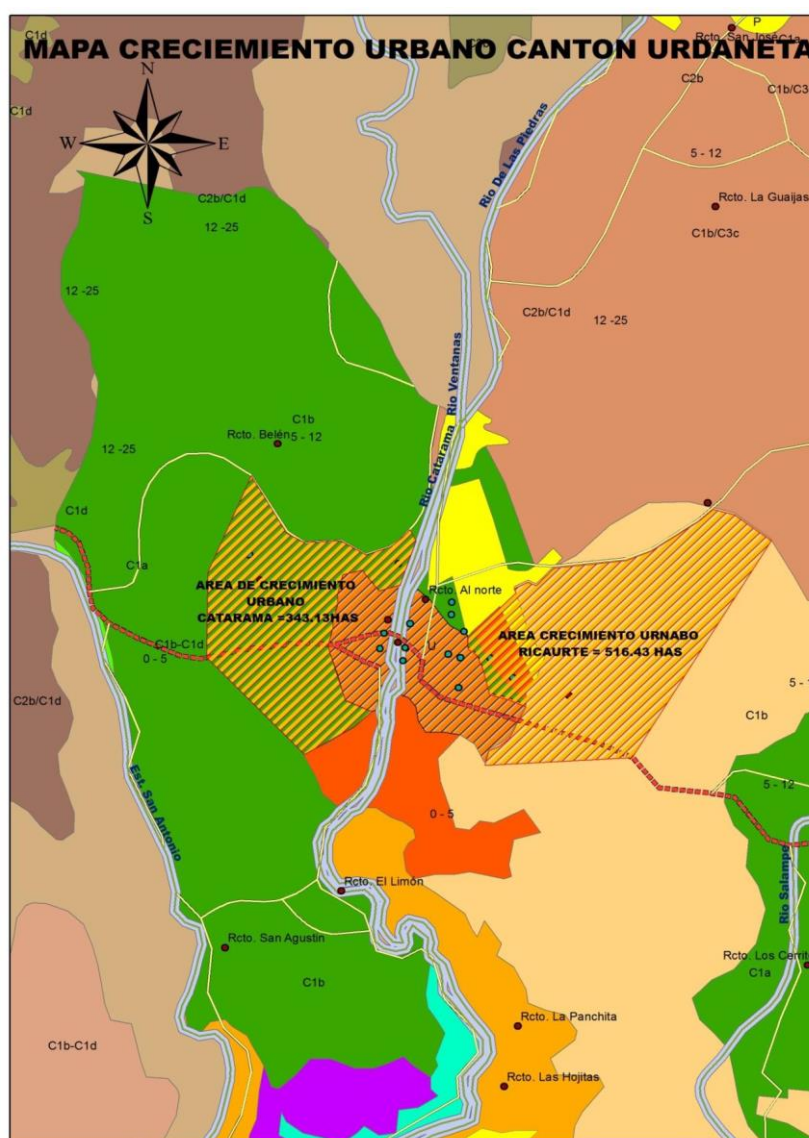 MAPA CRECIEMIENTO URBANO CANTON URDANETA
P
Rcto. San José
C1a
C1d
C2b
C1b/C3
C1d
N
W
E
S
5 - 12
Rio De Las Piedras
C2b/C1d
12 -25
Rcto. La Guaijas
C1b/C3c
12 -25
C2b/C1d
12 -25
Rio Ventanas
C1b
Rcto. Belén
5 - 12
12 -25
Rio Catarama
C1d
C1a
AREA DE CRECIMIENTO
URBANO
CATARAMA =343.13HAS
Rcto. Al norte
U
AREA CRECIMIENTO URNABO
RICAURTE = 516.43 HAS
C1b-C1d
0 - 5
C2b/C1d
5 - 1
C1b
5 - 12
Est. San Antonio
0 - 5
Rio Salampe
Rcto. El Limón
Rcto. San Agustin
Rcto. Los Cerrit
C1a
C1b
Rcto. La Panchita
C1b-C1d
Rcto. Las Hojitas